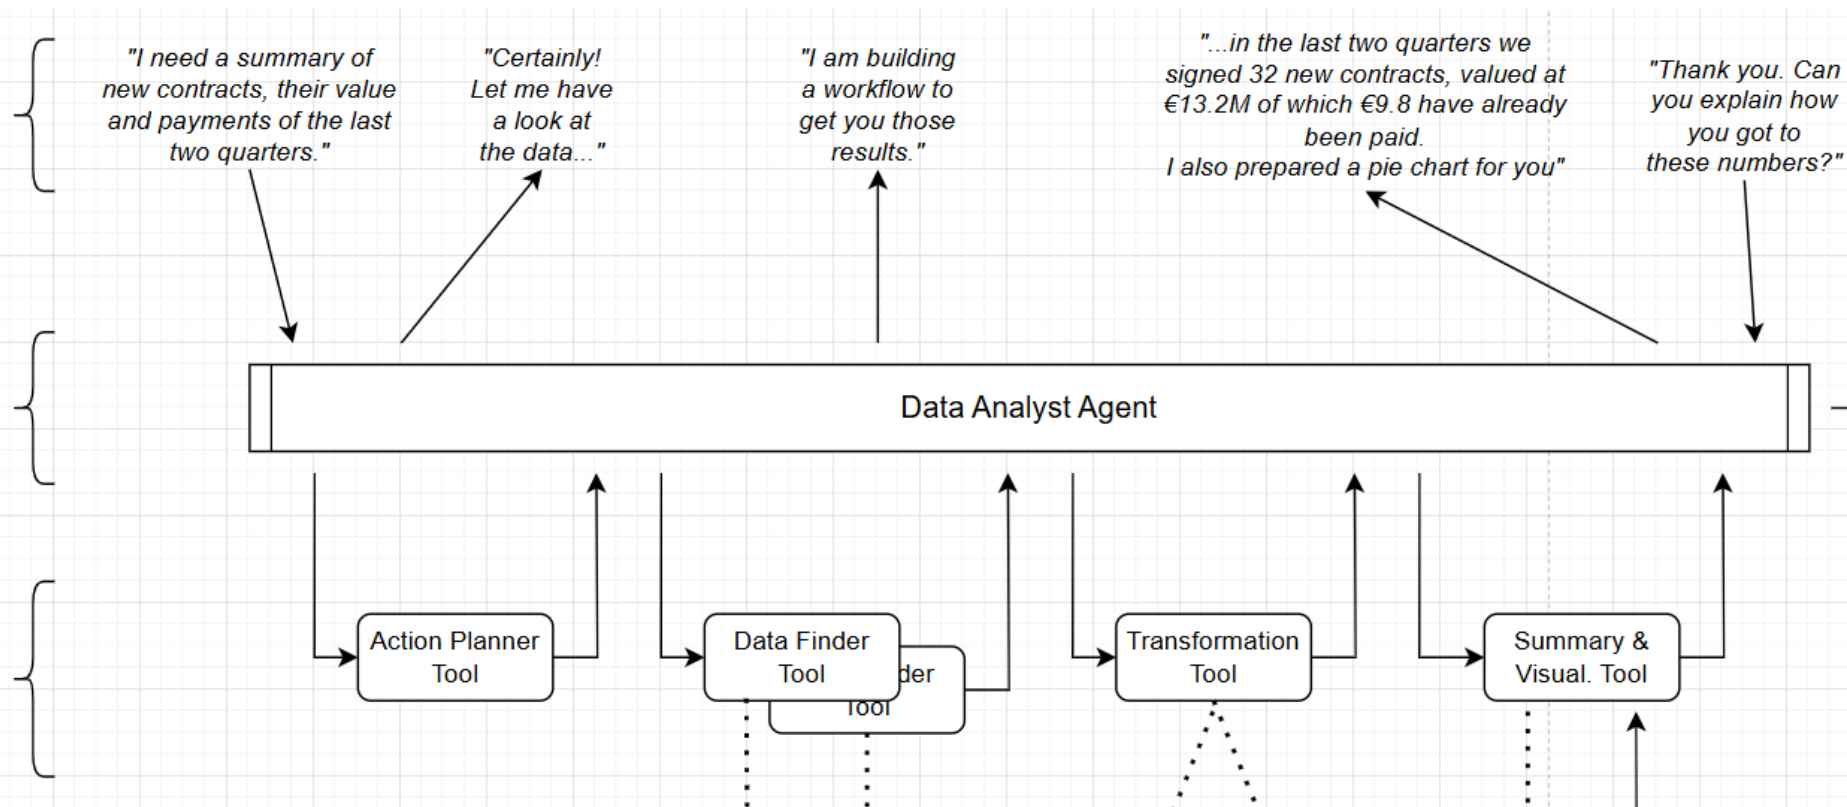 "I need a summary of
new contracts, their value
and payments of the last
two quarters."
"Certainly!
Let me have
a look at
the data..."
"I am building
a workflow to
get you those
results."
"...in the last two quarters we
signed 32 new contracts, valued at
€13.2M of which €9.8 have already
been paid.
I also prepared a pie chart for you"
"Thank you. Can
you explain how
you got to
these numbers?"
Data Analyst Agent
Action Planner
Tool
Data Finder
Tool
der
Tool
Transformation
Tool
Summary &
Visual. Tool